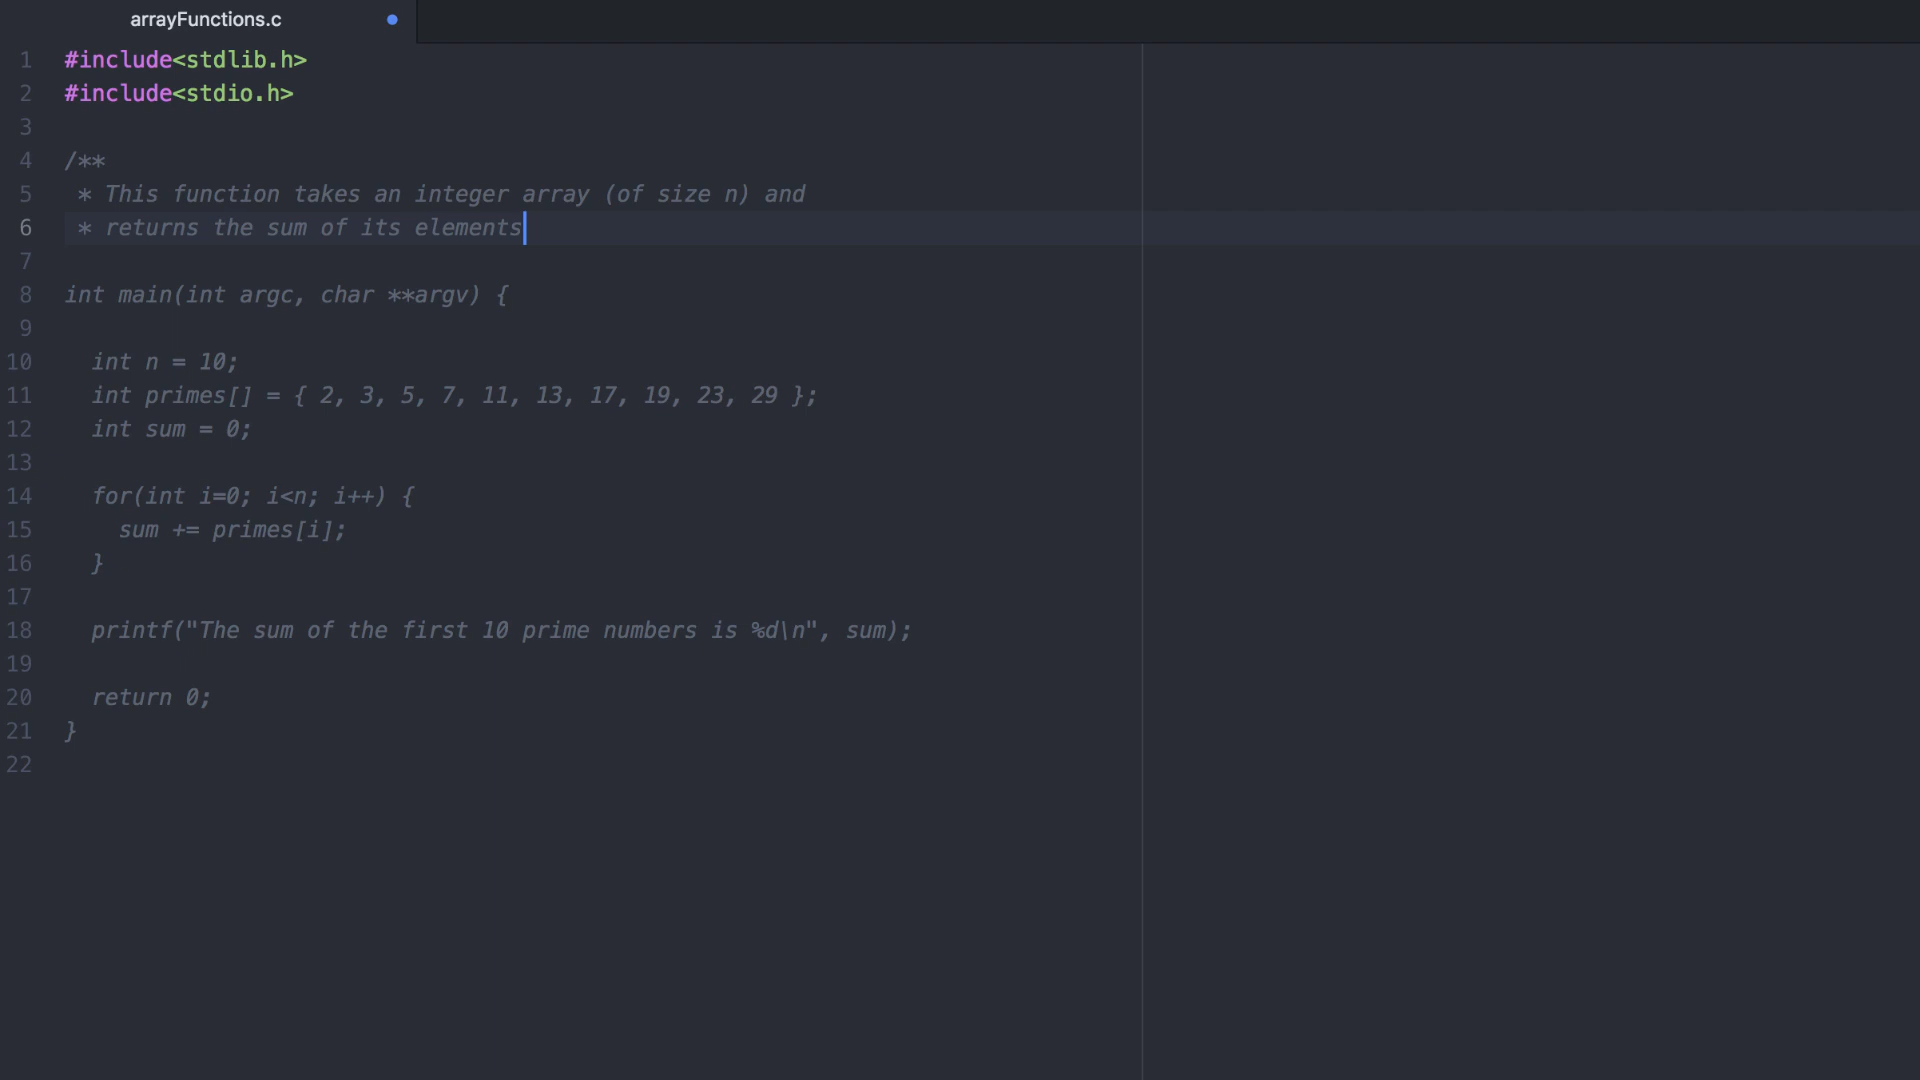 arrayFunctions.c
1 #include<stdlib.h>
2 #include<stdio.h>
3
4 /**
5  * This function takes an integer array (of size n) and
6  * returns the sum of its elements
7
8 int main(int argc, char **argv) {
9
10   int n = 10;
11   int primes[] = { 2, 3, 5, 7, 11, 13, 17, 19, 23, 29 };
12   int sum = 0;
13
14   for(int i=0; i<n; i++) {
15     sum += primes[i];
16   }
17
18   printf("The sum of the first 10 prime numbers is %d\n", sum);
19
20   return 0;
21 }
22